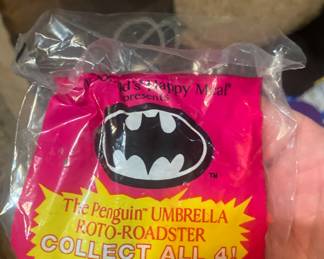 d's Happy Meal
presents
TM
The Penguin™ UMBRELLA
ROTO-ROADSTER
COLLECT ALL 4!